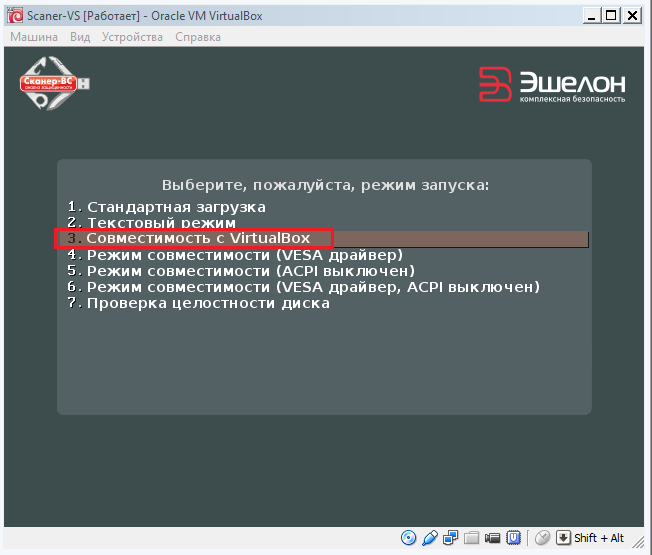 Scaner-VS [Работает] - Oracle VM VirtualBox
Машина Вид Устройства Справка
Сканер-ВС
анализ защищенности
Эшелон
комплексная безопасность
Выберите, пожалуйста, режим запуска:
1. Стандартная загрузка
2. Текстовый режим
3. Совместимость с VirtualBox
4. Режим совместимости (VESA драйвер)
5. Режим совместимости (ACPI выключен)
6. Режим совместимости (VESA драйвер, ACPI выключен)
7. Проверка целостности диска
Shift + Alt